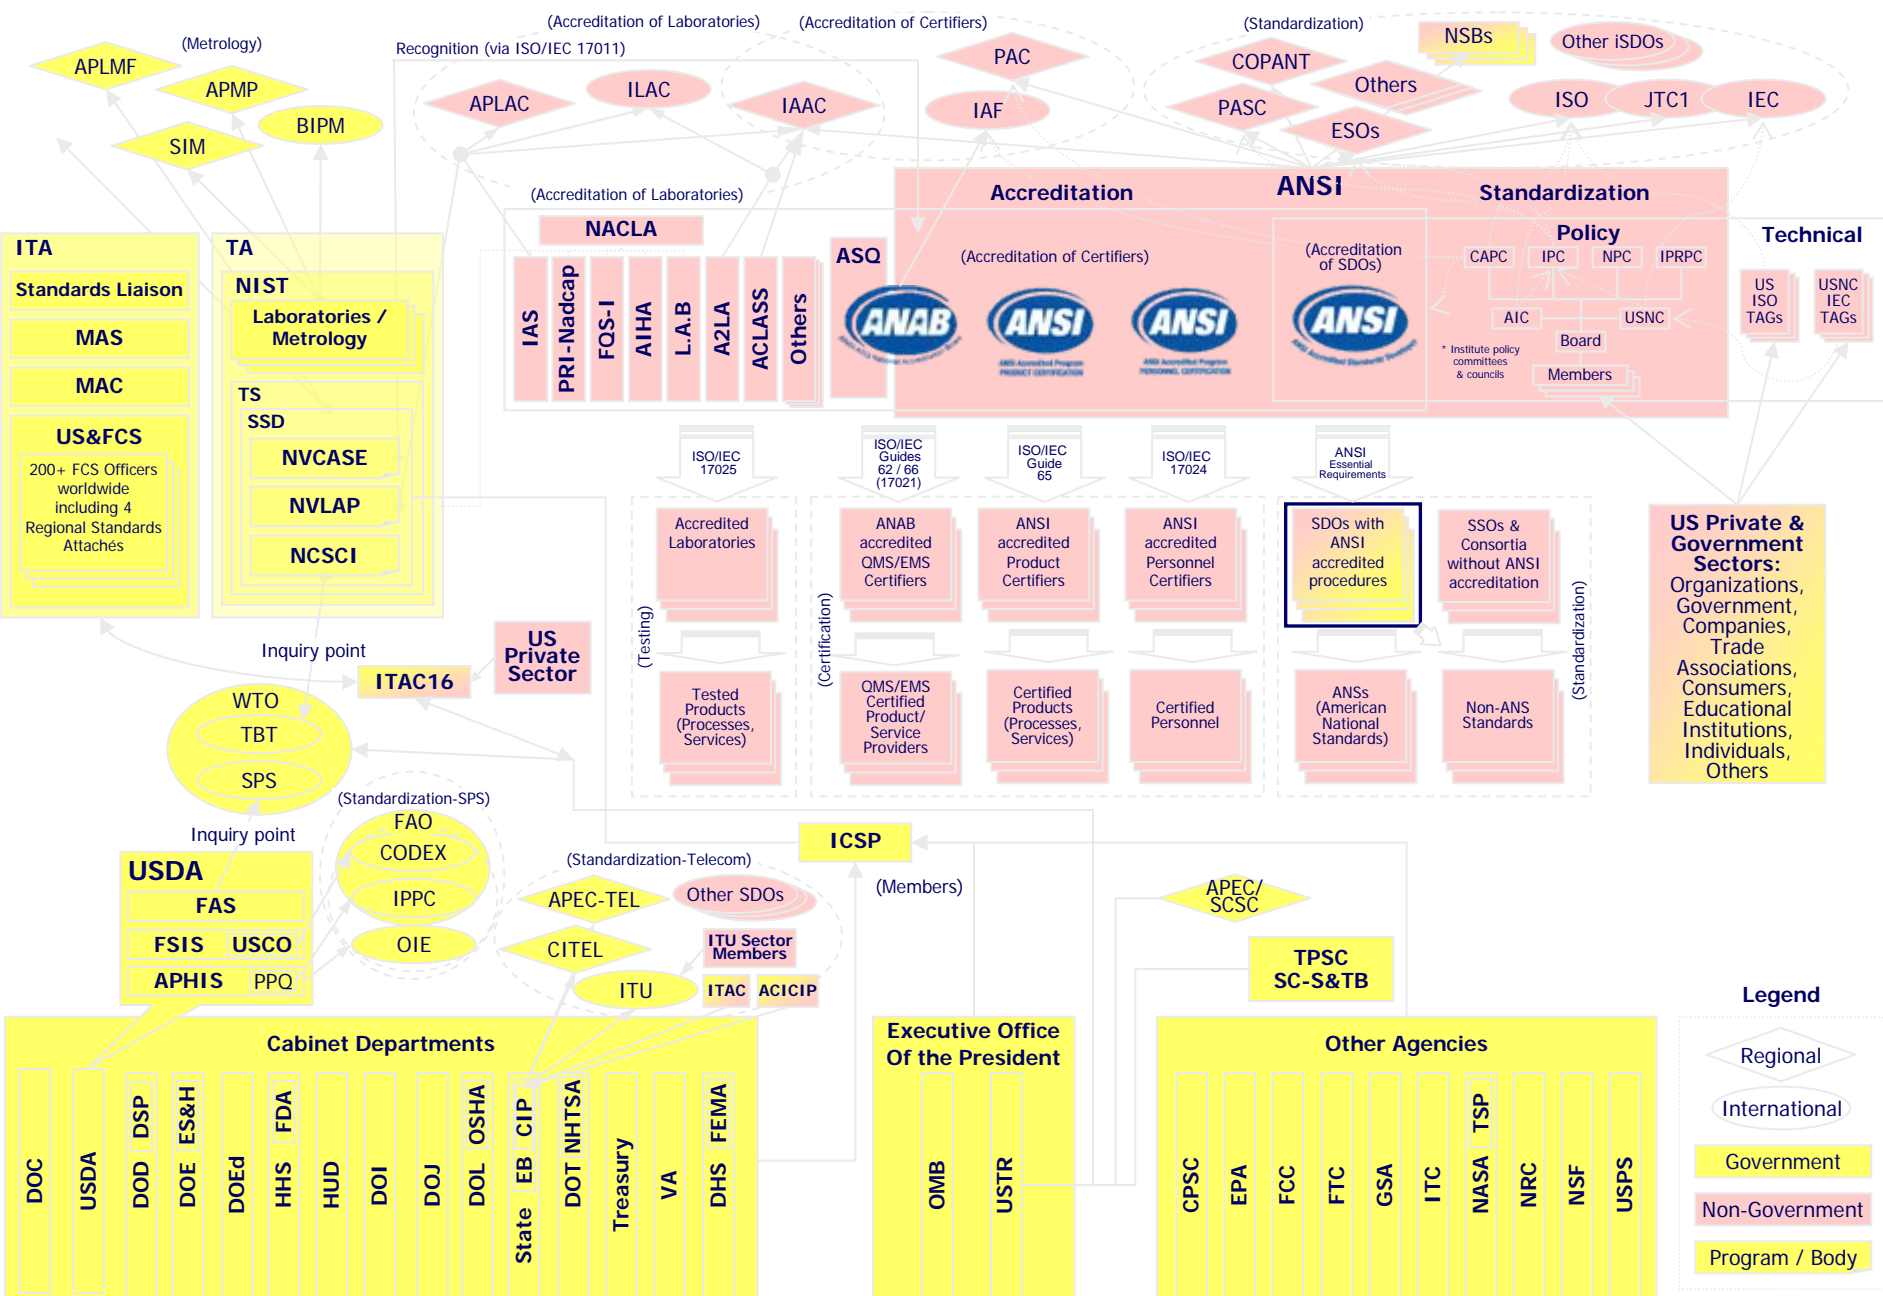 (Accreditation of Laboratories)
(Accreditation of Certifiers)
(Standardization)
(Metrology)
Recognition (via ISO/IEC 17011)
APLMF
APMP
BIPM
SIM
APLAC
ILAC
IAAC
PAC
IAF
COPANT
PASC
Others
ESOs
NSBs
Other iSDOs
ISO
JTC1
IEC
(Accreditation of Laboratories)
NACLA
IAS
PRI-Nadcap
FQS-I
AIHA
L.A.B
A2LA
ACLASS
Others
ASQ
ANSI
Accreditation
Standardization
(Accreditation of Certifiers)
ANAB
ANSI
ANSI Accredited Program
PRODUCT CERTIFICATION
ANSI
ANSI Accredited Program
PERSONNEL CERTIFICATION
(Accreditation
of SDOs)
ANSI
ANSI Accredited Standards Developer
Policy
CAPC
IPC
NPC
IPRPC
AIC
USNC
Board
Members
* Institute policy
committees
& councils
Technical
US
ISO
TAGs
USNC
IEC
TAGs
ITA
Standards Liaison
MAS
MAC
US&FCS
200+ FCS Officers
worldwide
including 4
Regional Standards
Attachés
TA
NIST
Laboratories /
Metrology
TS
SSD
NVCASE
NVLAP
NCSCI
ISO/IEC
17025
ISO/IEC
Guides
62 / 66
(17021)
ISO/IEC
Guide
65
ISO/IEC
17024
ANSI
Essential
Requirements
(Testing)
Accredited
Laboratories
Tested
Products
(Processes,
Services)
(Certification)
ANAB
accredited
QMS/EMS
Certifiers
QMS/EMS
Certified
Product/
Service
Providers
ANSI
accredited
Product
Certifiers
Certified
Products
(Processes,
Services)
ANSI
accredited
Personnel
Certifiers
Certified
Personnel
SDOs with
ANSI
accredited
procedures
ANSs
(American
National
Standards)
SSOs &
Consortia
without ANSI
accreditation
Non-ANS
Standards
(Standardization)
US Private &
Government
Sectors:
Organizations,
Government,
Companies,
Trade
Associations,
Consumers,
Educational
Institutions,
Individuals,
Others
Inquiry point
ITAC16
US
Private
Sector
WTO
TBT
SPS
Inquiry point
(Standardization-SPS)
FAO
CODEX
IPPC
OIE
USDA
FAS
FSIS
USCO
APHIS
PPQ
(Standardization-Telecom)
APEC-TEL
Other SDOs
CITEL
ITU Sector
Members
ITU
ITAC
ACICIP
ICSP
(Members)
APEC/
SCSC
TPSC
SC-S&TB
Cabinet Departments
DOC
USDA
DOD DSP
DOE ES&H
DOEd
HHS FDA
HUD
DOI
DOJ
DOL OSHA
State EB CIP
DOT NHTSA
Treasury
VA
DHS FEMA
Executive Office
Of the President
OMB
USTR
Other Agencies
CPSC
EPA
FCC
FTC
GSA
ITC
NASA TSP
NRC
NSF
USPS
Legend
Regional
International
Government
Non-Government
Program / Body